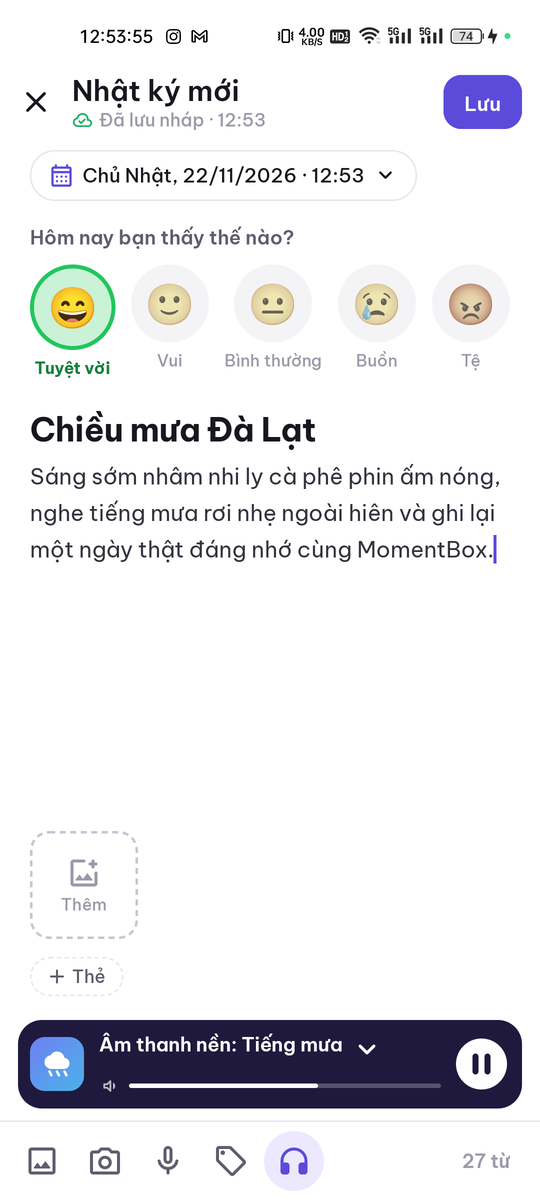 12:53:55 4.00 KB/S HD 5G 5G 74
Nhật ký mới
Đã lưu nháp · 12:53
Lưu
Chủ Nhật, 22/11/2026 · 12:53
Hôm nay bạn thấy thế nào?
Tuyệt vời Vui Bình thường Buồn Tệ
Chiều mưa Đà Lạt
Sáng sớm nhâm nhi ly cà phê phin ấm nóng,
nghe tiếng mưa rơi nhẹ ngoài hiên và ghi lại
một ngày thật đáng nhớ cùng MomentBox.
Thêm
+ Thẻ
Âm thanh nền: Tiếng mưa
27 từ